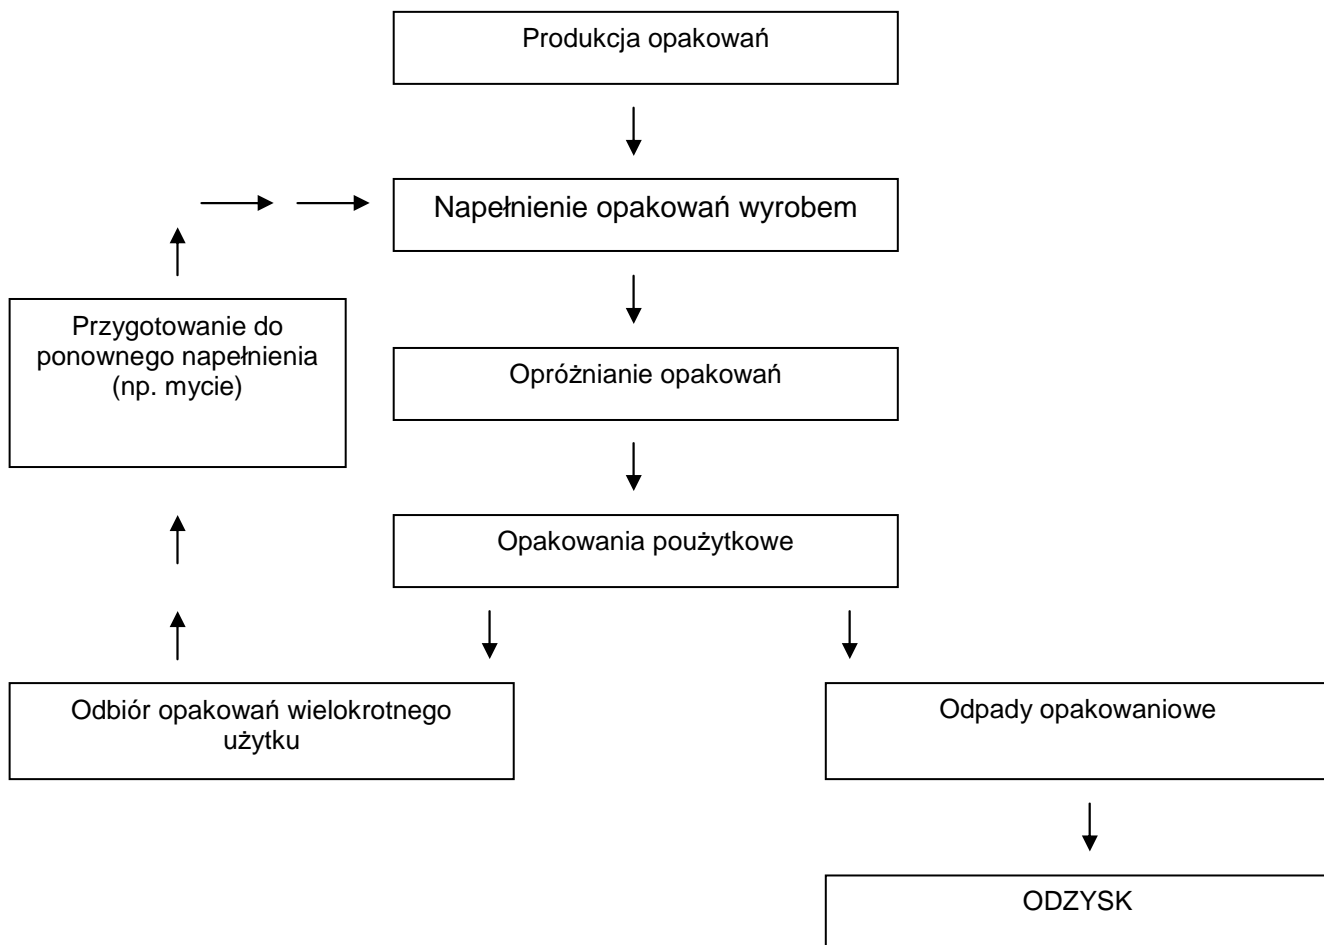 Produkcja opakowań
Napełnienie opakowań wyrobem
Przygotowanie do
ponownego napełnienia
(np. mycie)
Opróżnianie opakowań
Opakowania poużytkowe
Odbiór opakowań wielokrotnego
użytku
Odpady opakowaniowe
ODZYSK